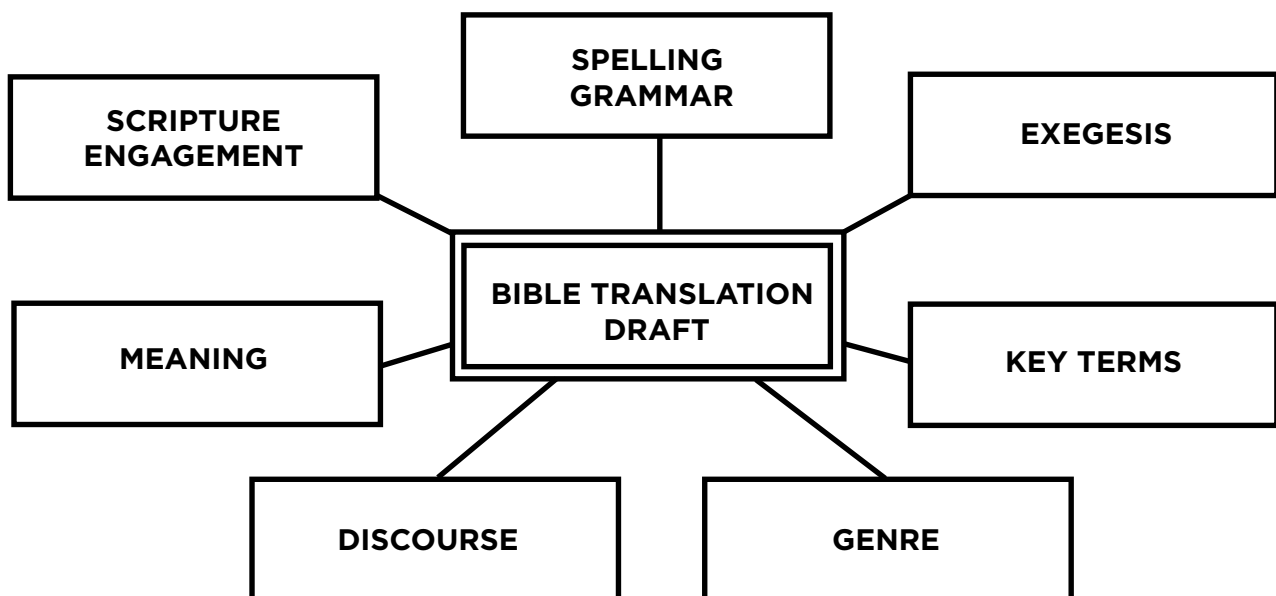 SPELLING
GRAMMAR
SCRIPTURE
ENGAGEMENT
EXEGESIS
BIBLE TRANSLATION
DRAFT
MEANING
KEY TERMS
DISCOURSE
GENRE